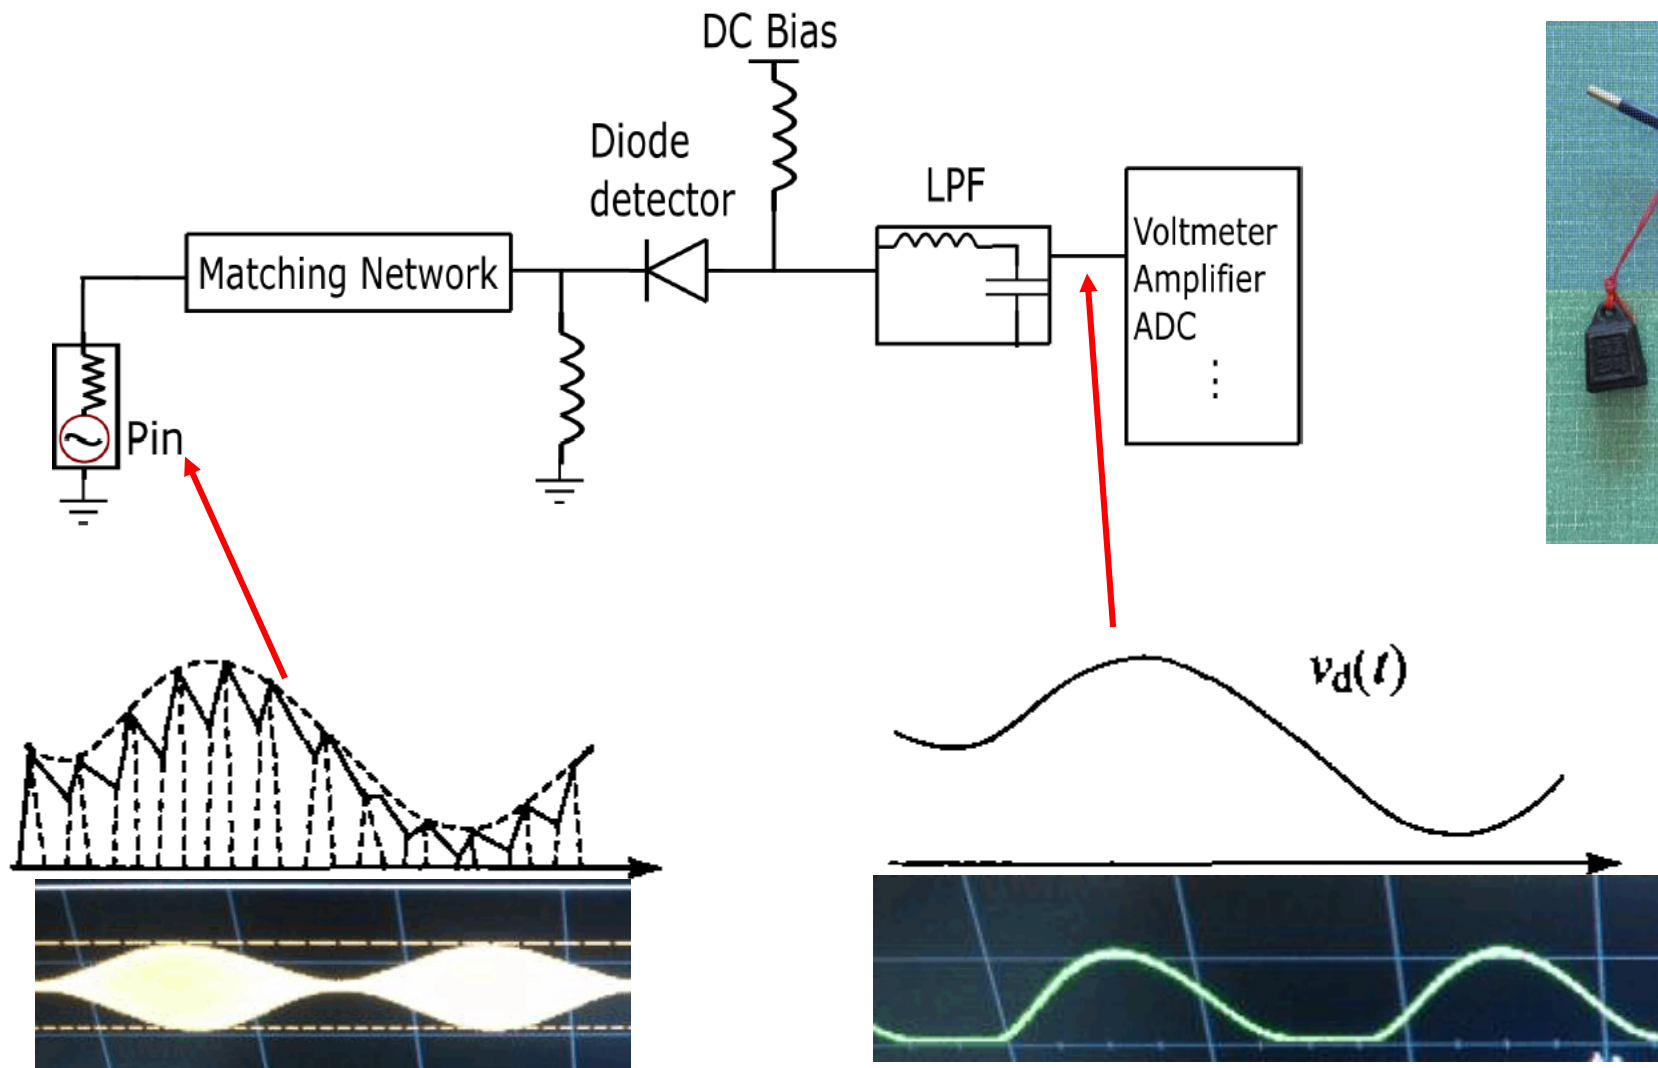 DC Bias
Diode
detector
LPF
Matching Network
Voltmeter
Amplifier
ADC
Pin
v_d(t)